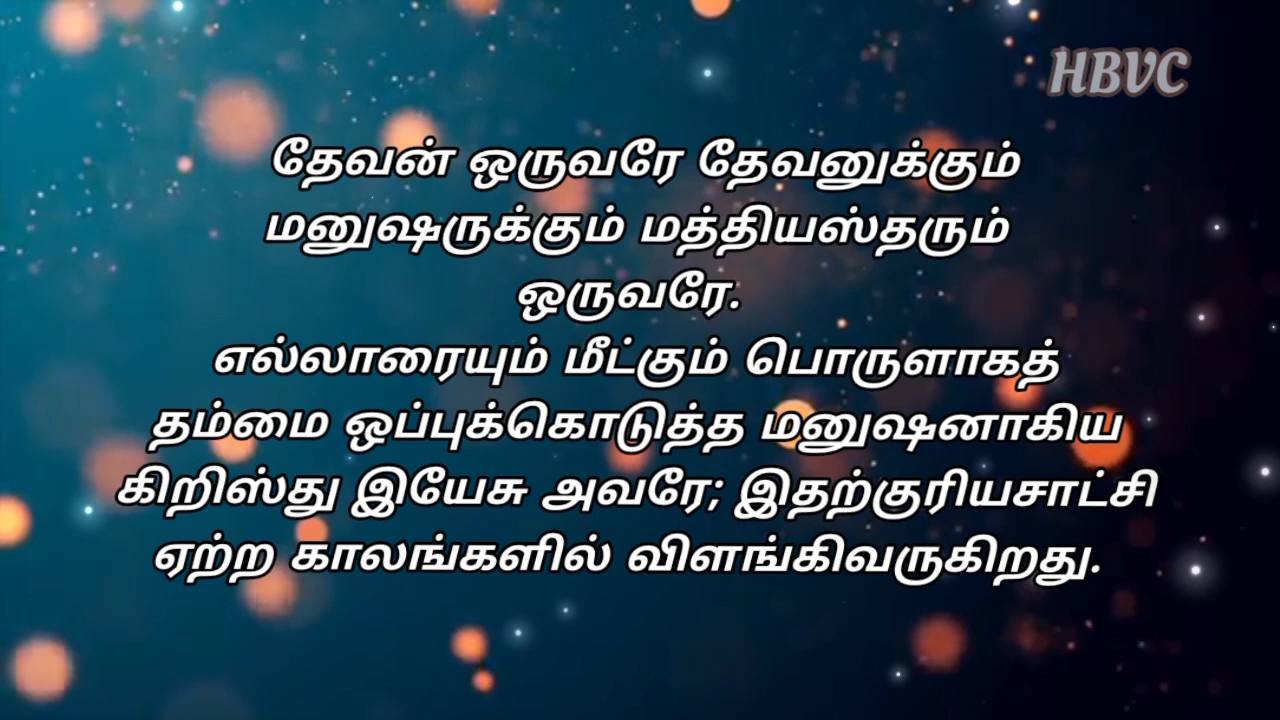 HBVC
தேவன் ஒருவரே தேவனுக்கும்
மனுஷருக்கும் மத்தியஸ்தரும்
ஒருவரே.
எல்லாரையும் மீட்கும் பொருளாகத்
தம்மை ஒப்புக்கொடுத்த மனுஷனாகிய
கிறிஸ்து இயேசு அவரே; இதற்குரியசாட்சி
ஏற்ற காலங்களில் விளங்கிவருகிறது.